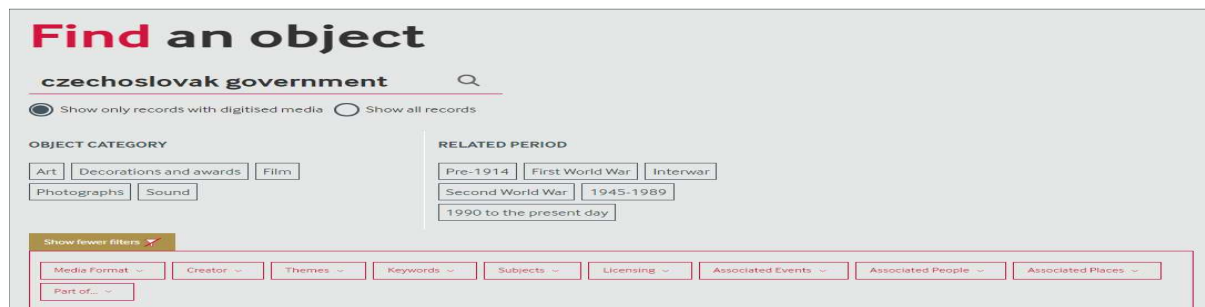 Find an object
czechoslovak government
Show only records with digitised media Show all records
OBJECT CATEGORY
Art Decorations and awards Film
Photographs Sound
RELATED PERIOD
Pre-1914 First World War Interwar
Second World War 1945-1989
1990 to the present day
Show fewer filters
Media Format Creator Themes Keywords Subjects Licensing Associated Events Associated People Associated Places
Part of...